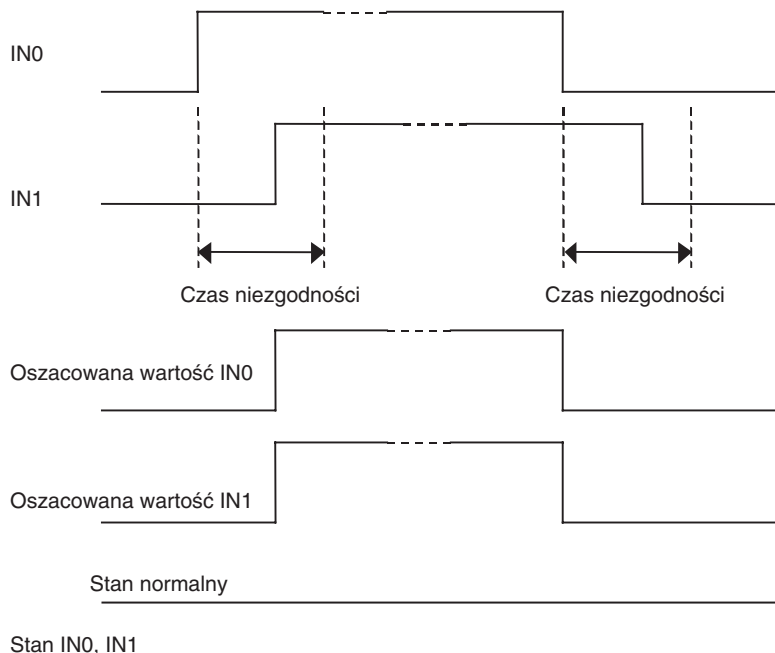 IN0
IN1
Czas niezgodności
Czas niezgodności
Oszacowana wartość IN0
Oszacowana wartość IN1
Stan normalny
Stan IN0, IN1